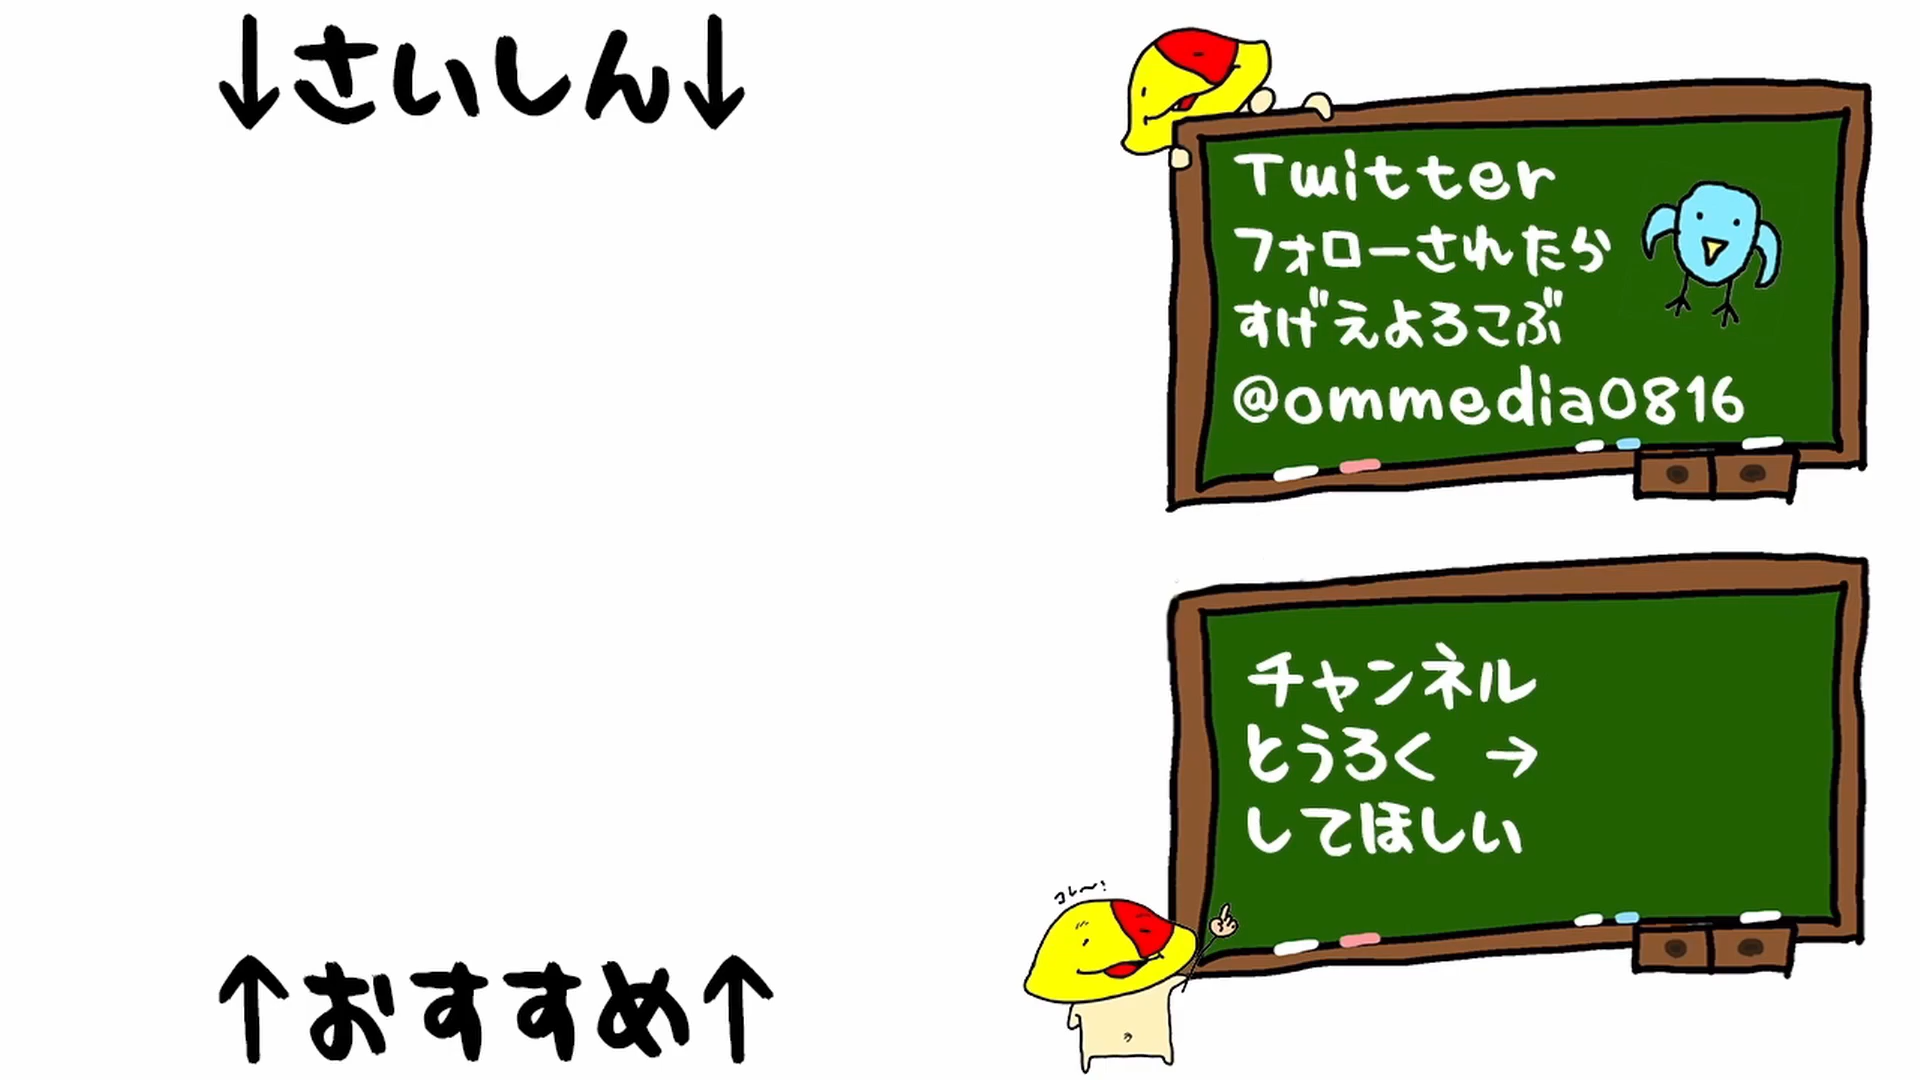 ↓さいしん↓
Twitter
フォローされたら
すげえよろこぶ
@ommedia0816
チャンネル
とうろく →
してほしい
コレ〜!
↑おすすめ↑